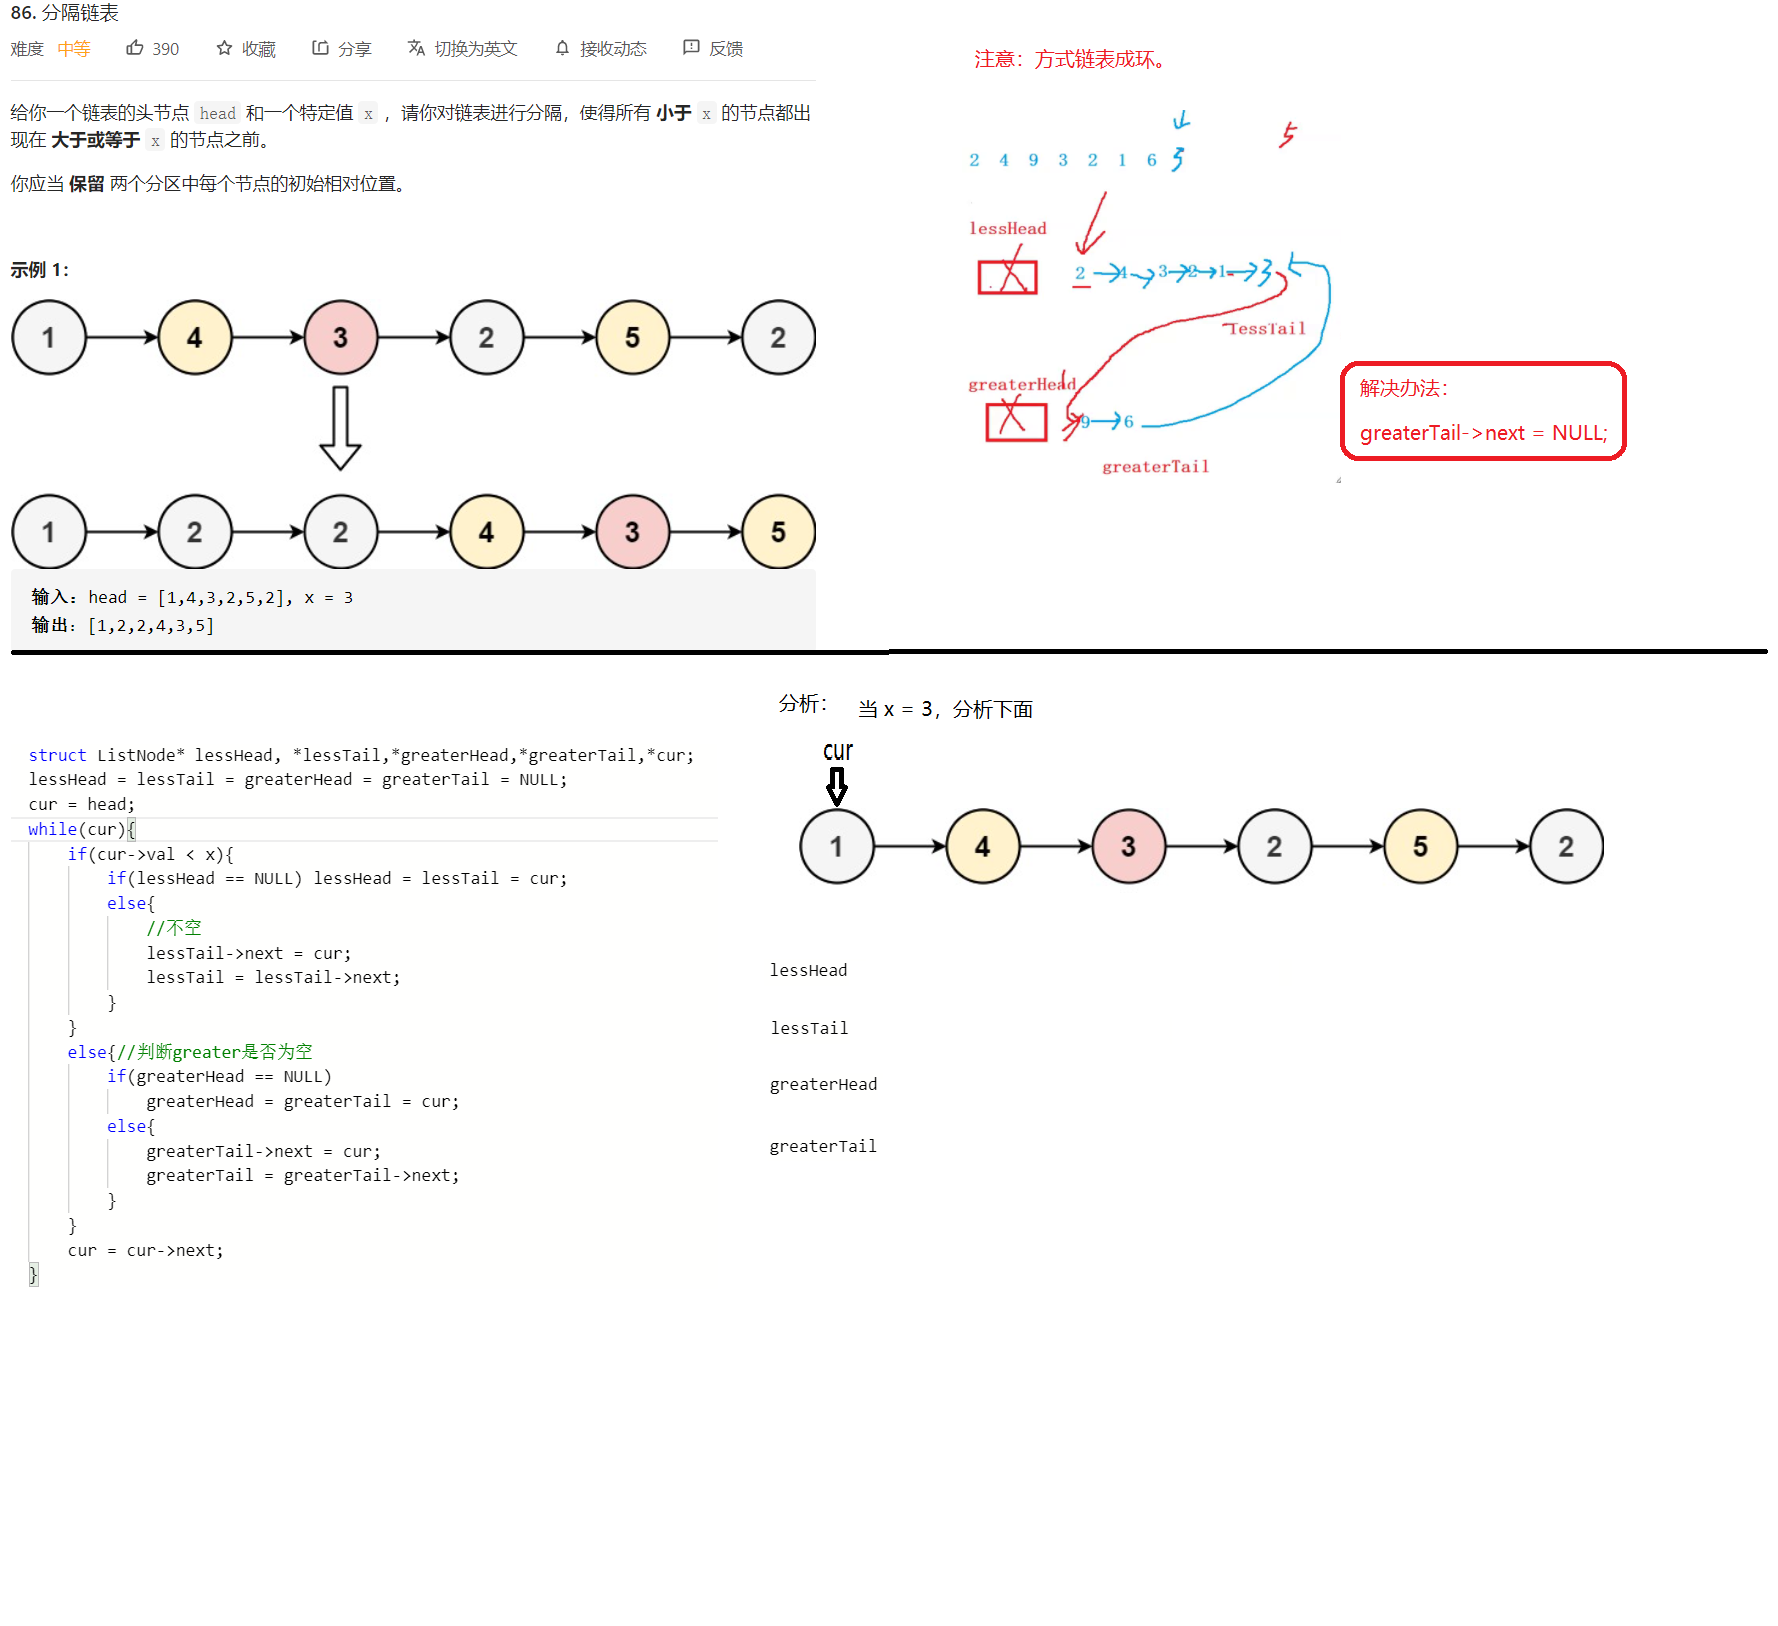 86. 分隔链表
难度 中等 390 收藏 分享 切换为英文 接收动态 反馈
给你一个链表的头节点 head 和一个特定值 x ，请你对链表进行分隔，使得所有 小于 x 的节点都出
现在 大于或等于 x 的节点之前。
你应当 保留 两个分区中每个节点的初始相对位置。
示例 1：
1 4 3 2 5 2
1 2 2 4 3 5
输入：head = [1,4,3,2,5,2], x = 3
输出：[1,2,2,4,3,5]
注意：方式链表成环。
5
2 4 9 3 2 1 6 3
lessHead
2 4 3 2 1 3
lessTail
greaterHead
9 6
greaterTail
解决办法：
greaterTail->next = NULL;
struct ListNode* lessHead, *lessTail,*greaterHead,*greaterTail,*cur;
lessHead = lessTail = greaterHead = greaterTail = NULL;
cur = head;
while(cur){
if(cur->val < x){
if(lessHead == NULL) lessHead = lessTail = cur;
else{
//不空
lessTail->next = cur;
lessTail = lessTail->next;
}
}
else{//判断greater是否为空
if(greaterHead == NULL)
greaterHead = greaterTail = cur;
else{
greaterTail->next = cur;
greaterTail = greaterTail->next;
}
}
cur = cur->next;
}
分析： 当 x = 3，分析下面
cur
1 4 3 2 5 2
lessHead
lessTail
greaterHead
greaterTail